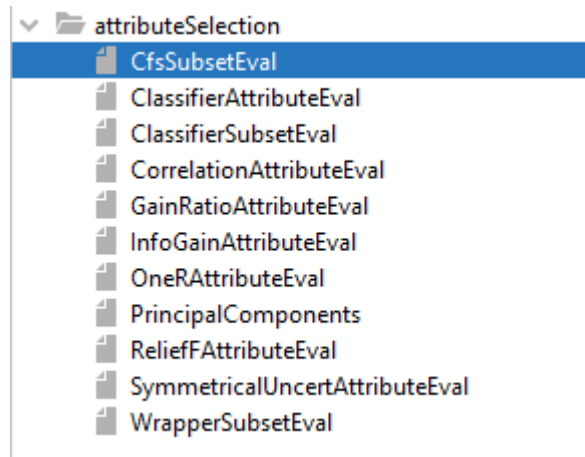 attributeSelection
CfsSubsetEval
ClassifierAttributeEval
ClassifierSubsetEval
CorrelationAttributeEval
GainRatioAttributeEval
InfoGainAttributeEval
OneRAttributeEval
PrincipalComponents
ReliefFAttributeEval
SymmetricalUncertAttributeEval
WrapperSubsetEval